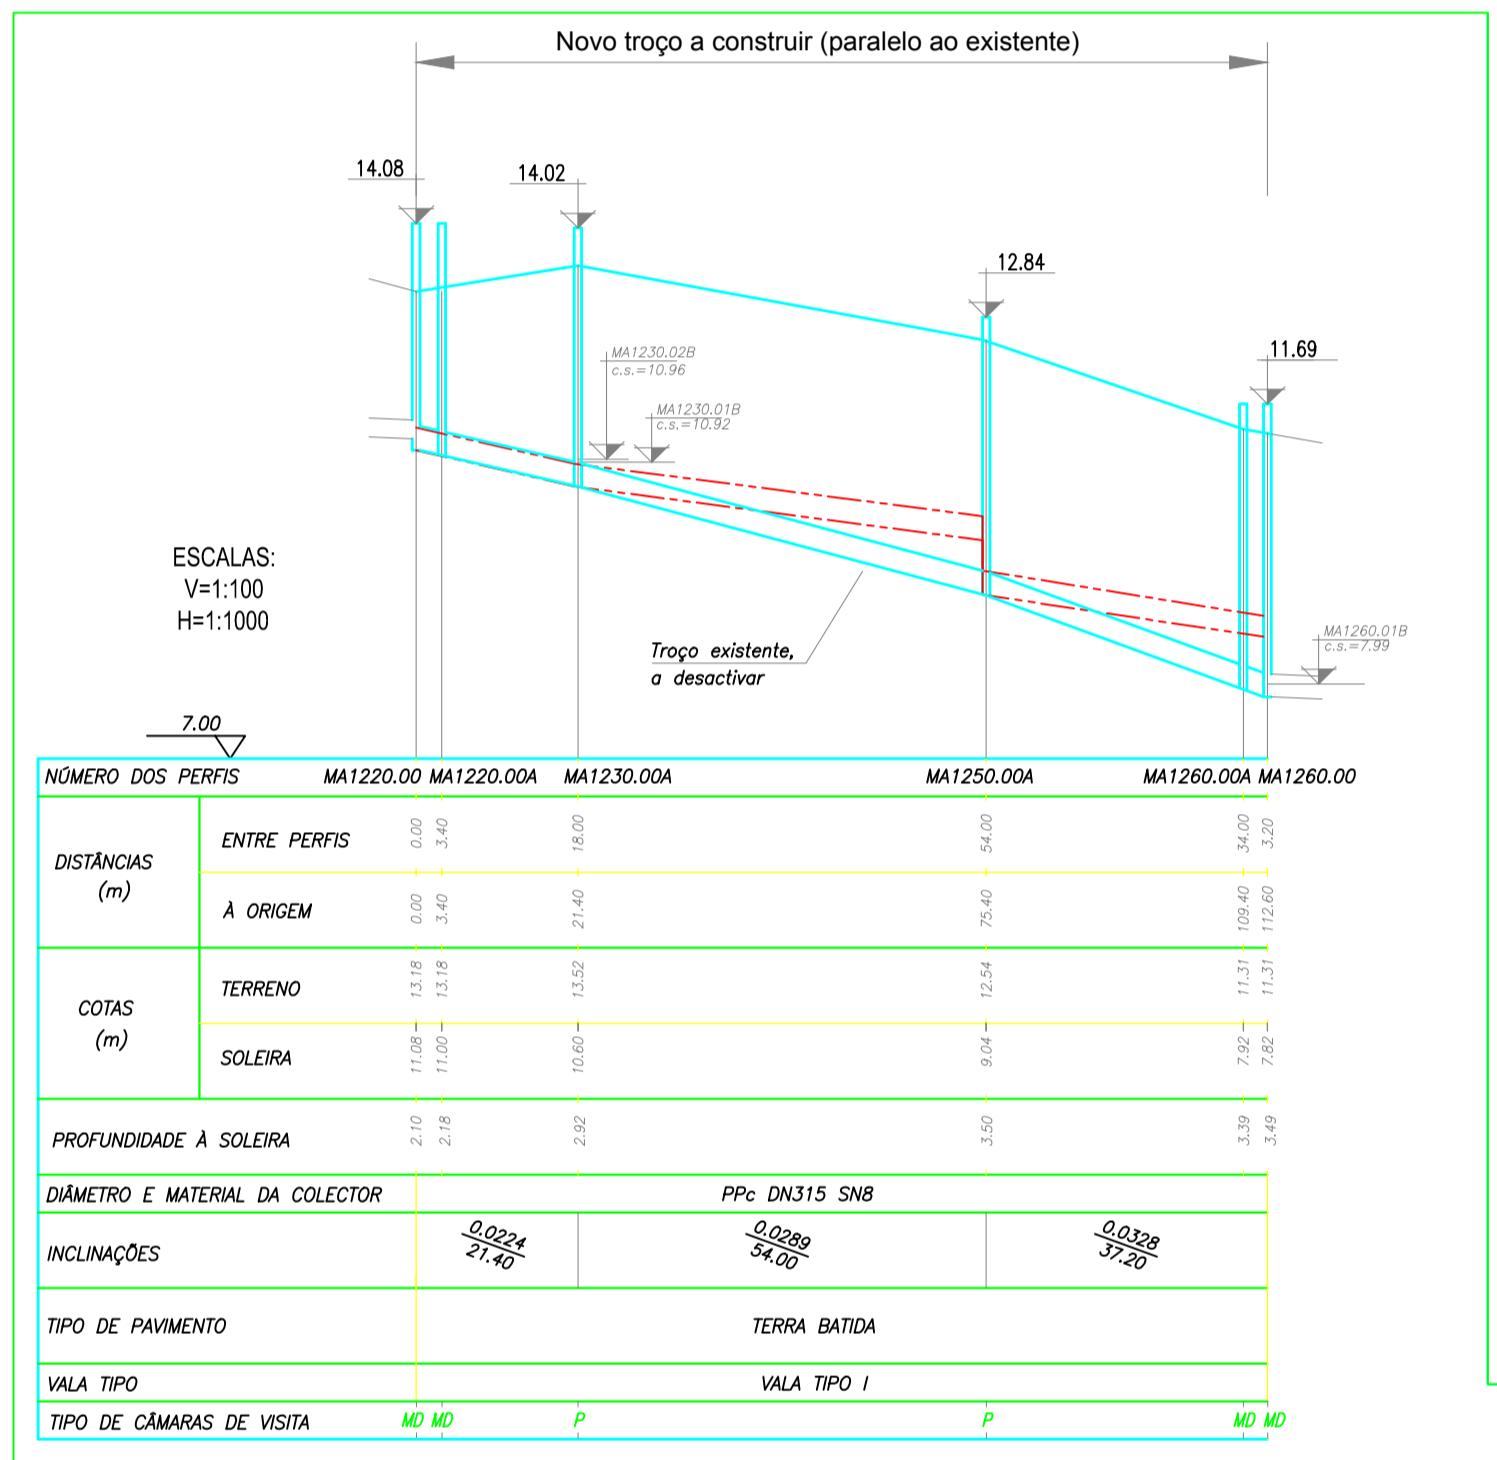 Novo troço a construir (paralelo ao existente)
14.08
14.02
12.84
11.69
MA1230.02B
c.s.=10.96
MA1230.01B
c.s.=10.92
ESCALAS:
V=1:100
H=1:1000
Troço existente,
a desactivar
MA1260.01B
c.s.=7.99
7.00
NÚMERO DOS PERFIS MA1220.00 MA1220.00A MA1230.00A MA1250.00A MA1260.00A MA1260.00
DISTÂNCIAS
(m)
ENTRE PERFIS 0.00 3.40 18.00 54.00 34.00 3.20
À ORIGEM 0.00 3.40 21.40 75.40 109.40 112.60
COTAS
(m)
TERRENO 13.18 13.18 13.52 12.54 11.31 11.31
SOLEIRA 11.08 11.00 10.60 9.04 7.92 7.82
PROFUNDIDADE À SOLEIRA 2.10 2.18 2.92 3.50 3.39 3.49
DIÂMETRO E MATERIAL DA COLECTOR PPc DN315 SN8
INCLINAÇÕES
0.0224
21.40
0.0289
54.00
0.0328
37.20
TIPO DE PAVIMENTO TERRA BATIDA
VALA TIPO VALA TIPO I
TIPO DE CÂMARAS DE VISITA MD MD P P MD MD